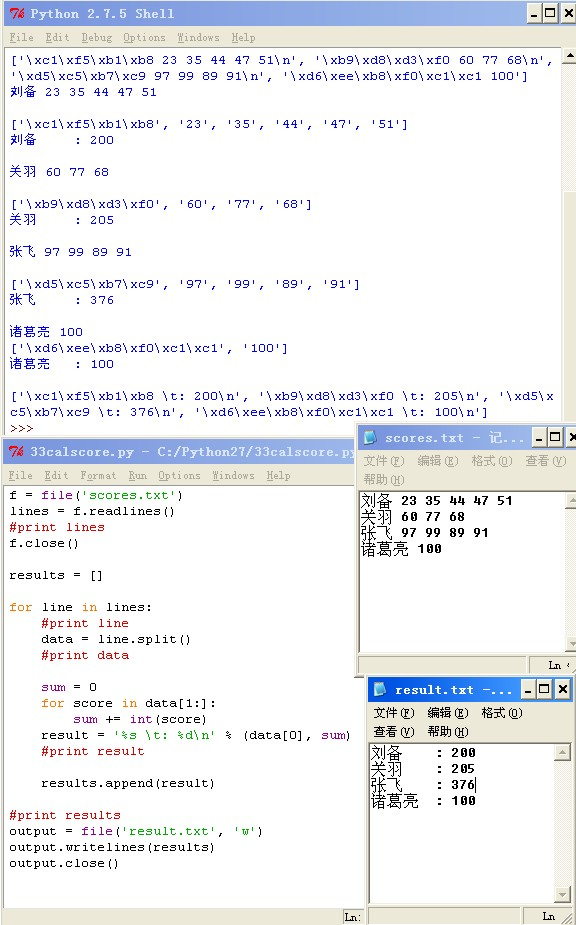 Python 2.7.5 Shell
File Edit Debug Options Windows Help
['\xc1\xf5\xb1\xb8 23 35 44 47 51\n', '\xb9\xd8\xd3\xf0 60 77 68\n',
'\xd5\xc5\xb7\xc9 97 99 89 91\n', '\xd6\xee\xb8\xf0\xc1\xc1 100']
刘备 23 35 44 47 51
['\xc1\xf5\xb1\xb8', '23', '35', '44', '47', '51']
刘备 : 200
关羽 60 77 68
['\xb9\xd8\xd3\xf0', '60', '77', '68']
关羽 : 205
张飞 97 99 89 91
['\xd5\xc5\xb7\xc9', '97', '99', '89', '91']
张飞 : 376
诸葛亮 100
['\xd6\xee\xb8\xf0\xc1\xc1', '100']
诸葛亮 : 100
['\xc1\xf5\xb1\xb8 \t: 200\n', '\xb9\xd8\xd3\xf0 \t: 205\n', '\xd5\x
c5\xb7\xc9 \t: 376\n', '\xd6\xee\xb8\xf0\xc1\xc1 \t: 100\n']
>>>
33calscore.py - C:/Python27/33calscore.py
File Edit Format Run Options Windows Help
f = file('scores.txt')
lines = f.readlines()
#print lines
f.close()
results = []
for line in lines:
    #print line
    data = line.split()
    #print data
    sum = 0
    for score in data[1:]:
        sum += int(score)
    result = '%s \t: %d\n' % (data[0], sum)
    #print result
    results.append(result)
#print results
output = file('result.txt', 'w')
output.writelines(results)
output.close()
Ln:
scores.txt - 记...
文件(F) 编辑(E) 格式(O) 查看(V)
帮助(H)
刘备 23 35 44 47 51
关羽 60 77 68
张飞 97 99 89 91
诸葛亮 100
Ln
result.txt -...
文件(F) 编辑(E) 格式(O)
查看(V) 帮助(H)
刘备 : 200
关羽 : 205
张飞 : 376
诸葛亮 : 100
Ln